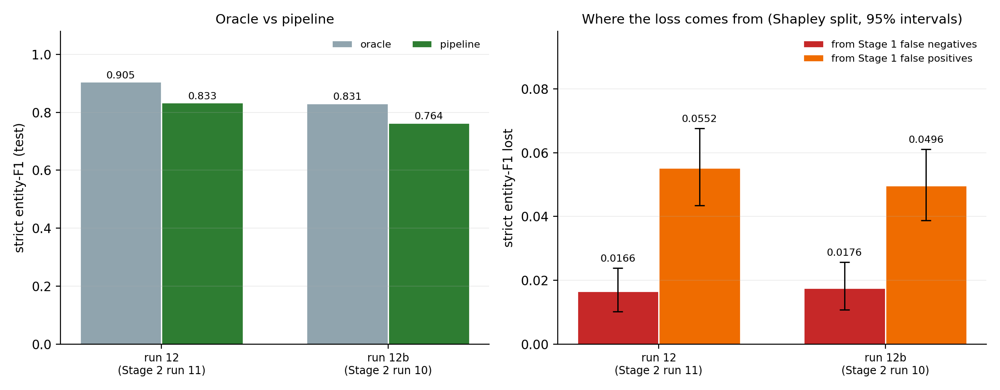 Oracle vs pipeline
oracle
pipeline
strict entity-F1 (test)
1.0
0.8
0.6
0.4
0.2
0.0
0.905
0.833
0.831
0.764
run 12
(Stage 2 run 11)
run 12b
(Stage 2 run 10)
Where the loss comes from (Shapley split, 95% intervals)
from Stage 1 false negatives
from Stage 1 false positives
strict entity-F1 lost
0.08
0.06
0.04
0.02
0.00
0.0166
0.0552
0.0176
0.0496
run 12
(Stage 2 run 11)
run 12b
(Stage 2 run 10)